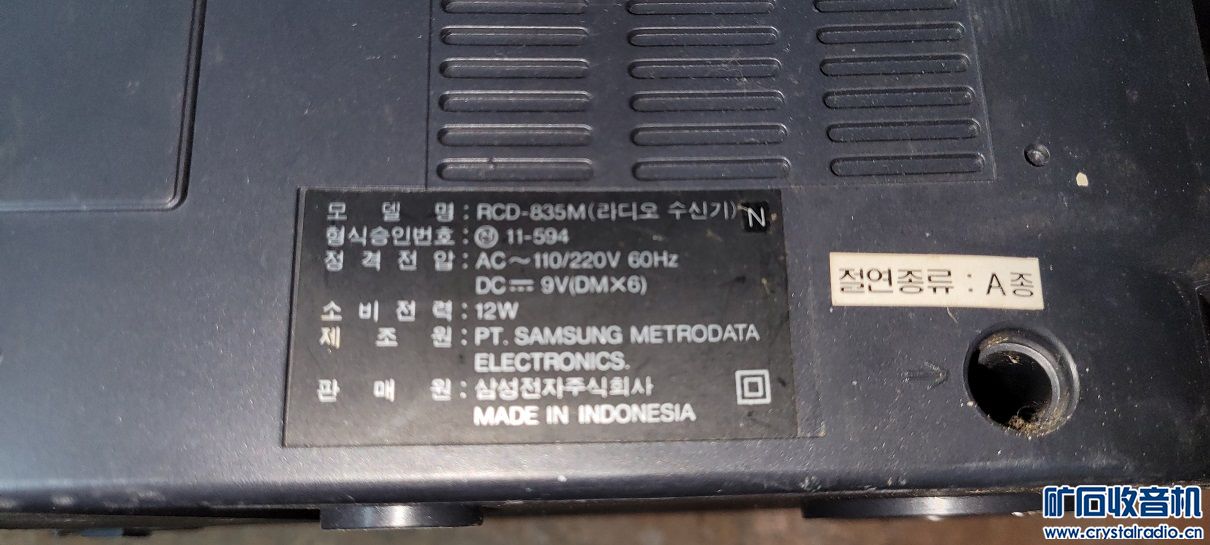 모 델 명 : RCD-835M(라디오 수신기) N
형식승인번호 : 11-594
정 격 전 압 : AC～110/220V 60Hz
DC⎓ 9V(DM×6)
소 비 전 력 : 12W
제 조 원 : PT. SAMSUNG METRODATA
ELECTRONICS.
판 매 원 : 삼성전자주식회사
MADE IN INDONESIA
절연종류 : A종
矿石收音机
www.crystalradio.cn